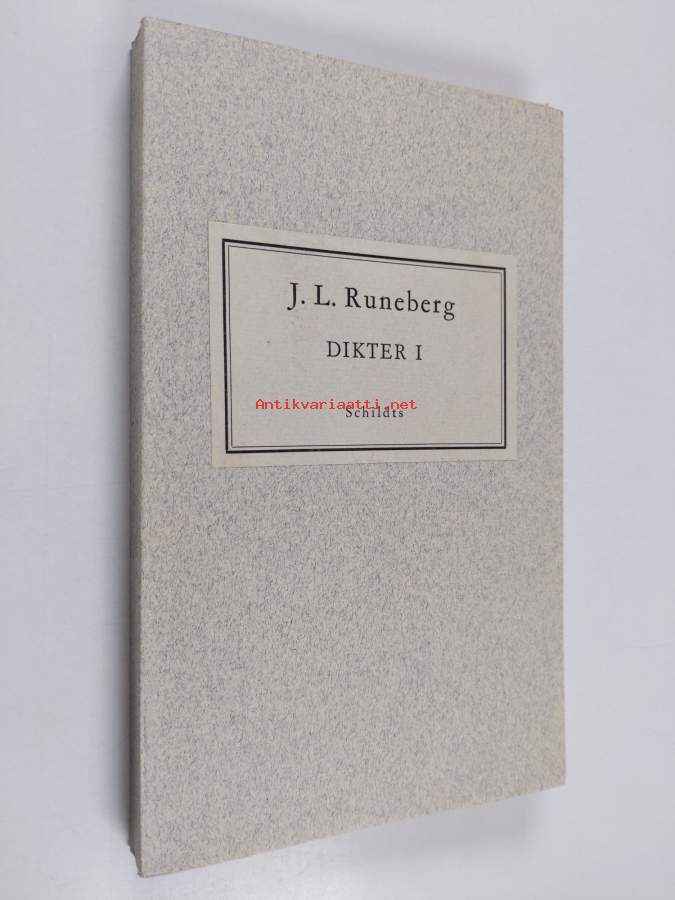 J. L. Runeberg
DIKTER I
Antikvariaatti.net
Schildts